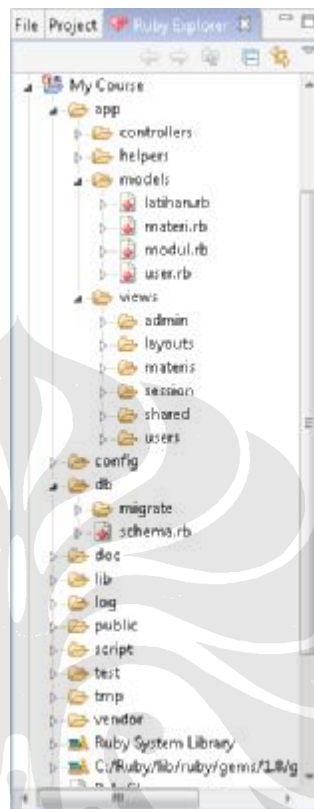 File Project Ruby Explorer
My Course
app
controllers
helpers
models
latihan.rb
materi.rb
modul.rb
user.rb
views
admin
layouts
materis
session
shared
users
config
db
migrate
schema.rb
doc
lib
log
public
script
test
tmp
vendor
Ruby System Library
C:/Ruby/lib/ruby/gems/1.8/g